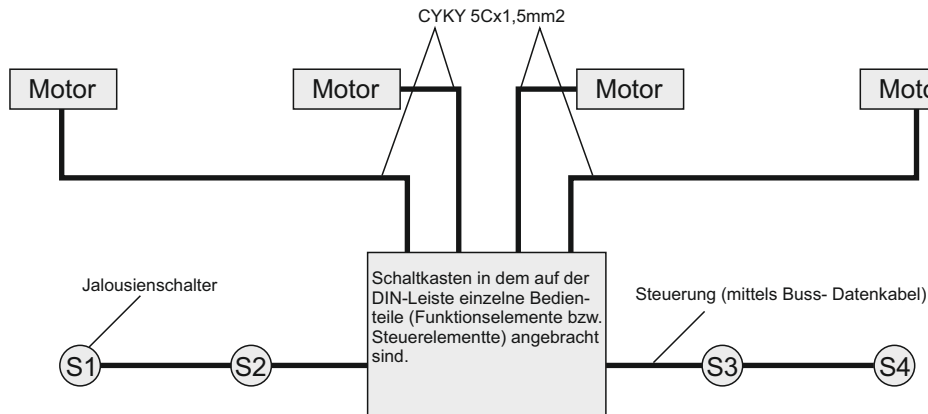 CYKY 5Cx1,5mm2
Motor
Motor
Motor
Jalousienschalter
Schaltkasten in dem auf der
DIN-Leiste einzelne Bedien-
teile (Funktionselemente bzw.
Steuerelementte) angebracht
sind.
Steuerung (mittels Buss- Datenkabel)
S1
S2
S3
S4